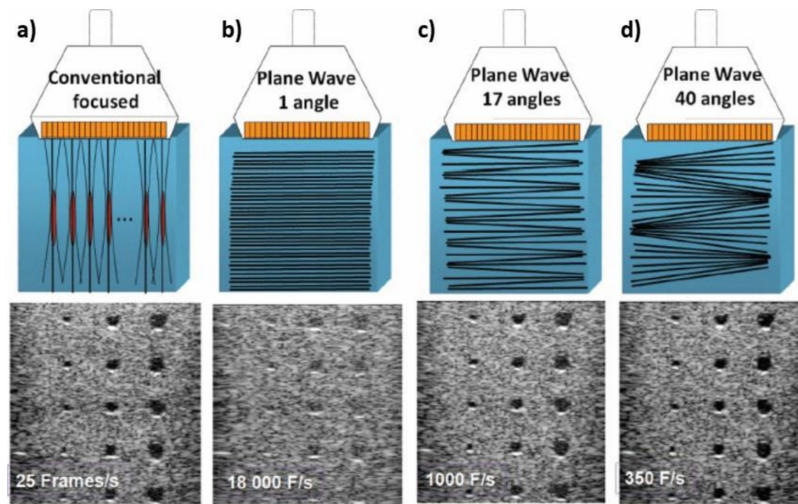 a)
Conventional
focused
b)
Plane Wave
1 angle
c)
Plane Wave
17 angles
d)
Plane Wave
40 angles
...
25 Frames/s
18 000 F/s
1000 F/s
350 F/s